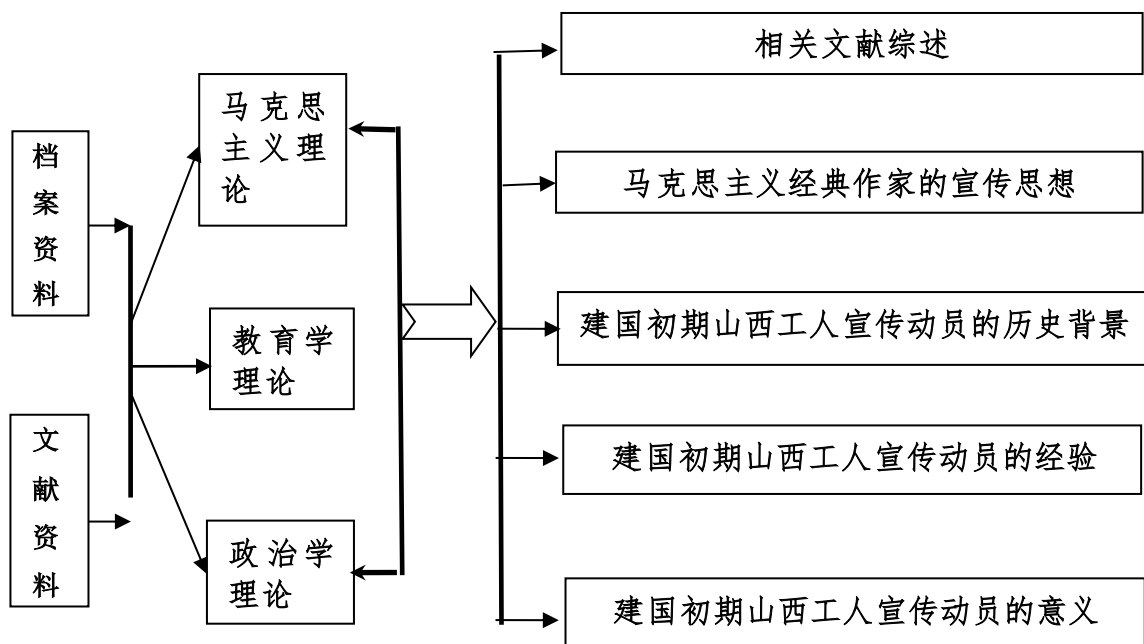 档
案
资
料
文
献
资
料
马克思
主义理
论
教育学
理论
政治学
理论
相关文献综述
马克思主义经典作家的宣传思想
建国初期山西工人宣传动员的历史背景
建国初期山西工人宣传动员的经验
建国初期山西工人宣传动员的意义